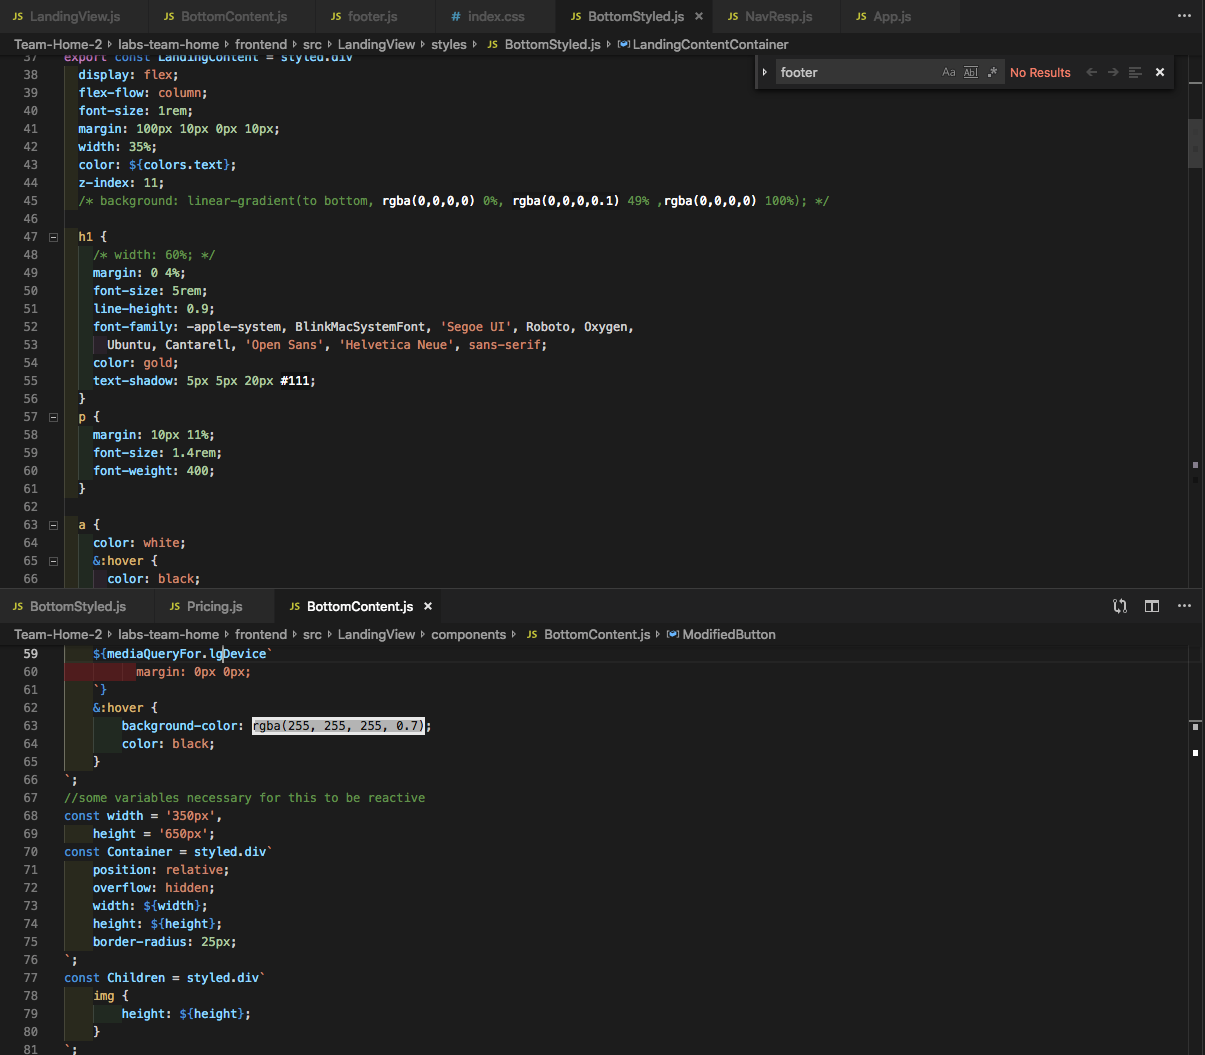 JS LandingView.js JS BottomContent.js JS footer.js # index.css JS BottomStyled.js × JS NavResp.js JS App.js ···
Team-Home-2 › labs-team-home › frontend › src › LandingView › styles › JS BottomStyled.js › LandingContentContainer
footer Aa Abl .* No Results
37 export const LandingContent = styled.div`
38 display: flex;
39 flex-flow: column;
40 font-size: 1rem;
41 margin: 100px 10px 0px 10px;
42 width: 35%;
43 color: ${colors.text};
44 z-index: 11;
45 /* background: linear-gradient(to bottom, rgba(0,0,0,0) 0%, rgba(0,0,0,0.1) 49% ,rgba(0,0,0,0) 100%); */
46
47 h1 {
48 /* width: 60%; */
49 margin: 0 4%;
50 font-size: 5rem;
51 line-height: 0.9;
52 font-family: -apple-system, BlinkMacSystemFont, 'Segoe UI', Roboto, Oxygen,
53 Ubuntu, Cantarell, 'Open Sans', 'Helvetica Neue', sans-serif;
54 color: gold;
55 text-shadow: 5px 5px 20px #111;
56 }
57 p {
58 margin: 10px 11%;
59 font-size: 1.4rem;
60 font-weight: 400;
61 }
62
63 a {
64 color: white;
65 &:hover {
66 color: black;
JS BottomStyled.js JS Pricing.js JS BottomContent.js × ···
Team-Home-2 › labs-team-home › frontend › src › LandingView › components › JS BottomContent.js › ModifiedButton
59 ${mediaQueryFor.lgDevice`
60 margin: 0px 0px;
61 `}
62 &:hover {
63 background-color: rgba(255, 255, 255, 0.7);
64 color: black;
65 }
66 `;
67 //some variables necessary for this to be reactive
68 const width = '350px',
69 height = '650px';
70 const Container = styled.div`
71 position: relative;
72 overflow: hidden;
73 width: ${width};
74 height: ${height};
75 border-radius: 25px;
76 `;
77 const Children = styled.div`
78 img {
79 height: ${height};
80 }
81 `;